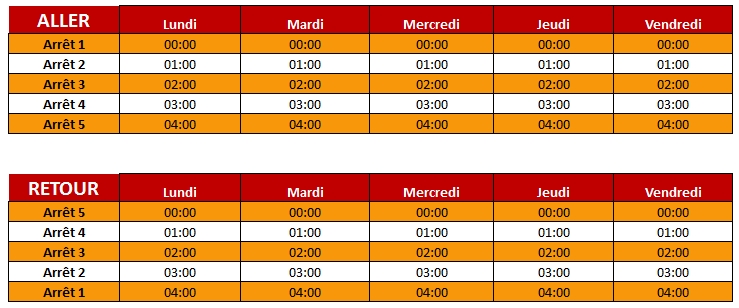 ALLER Lundi Mardi Mercredi Jeudi Vendredi
Arrêt 1 00:00 00:00 00:00 00:00 00:00
Arrêt 2 01:00 01:00 01:00 01:00 01:00
Arrêt 3 02:00 02:00 02:00 02:00 02:00
Arrêt 4 03:00 03:00 03:00 03:00 03:00
Arrêt 5 04:00 04:00 04:00 04:00 04:00
RETOUR Lundi Mardi Mercredi Jeudi Vendredi
Arrêt 5 00:00 00:00 00:00 00:00 00:00
Arrêt 4 01:00 01:00 01:00 01:00 01:00
Arrêt 3 02:00 02:00 02:00 02:00 02:00
Arrêt 2 03:00 03:00 03:00 03:00 03:00
Arrêt 1 04:00 04:00 04:00 04:00 04:00